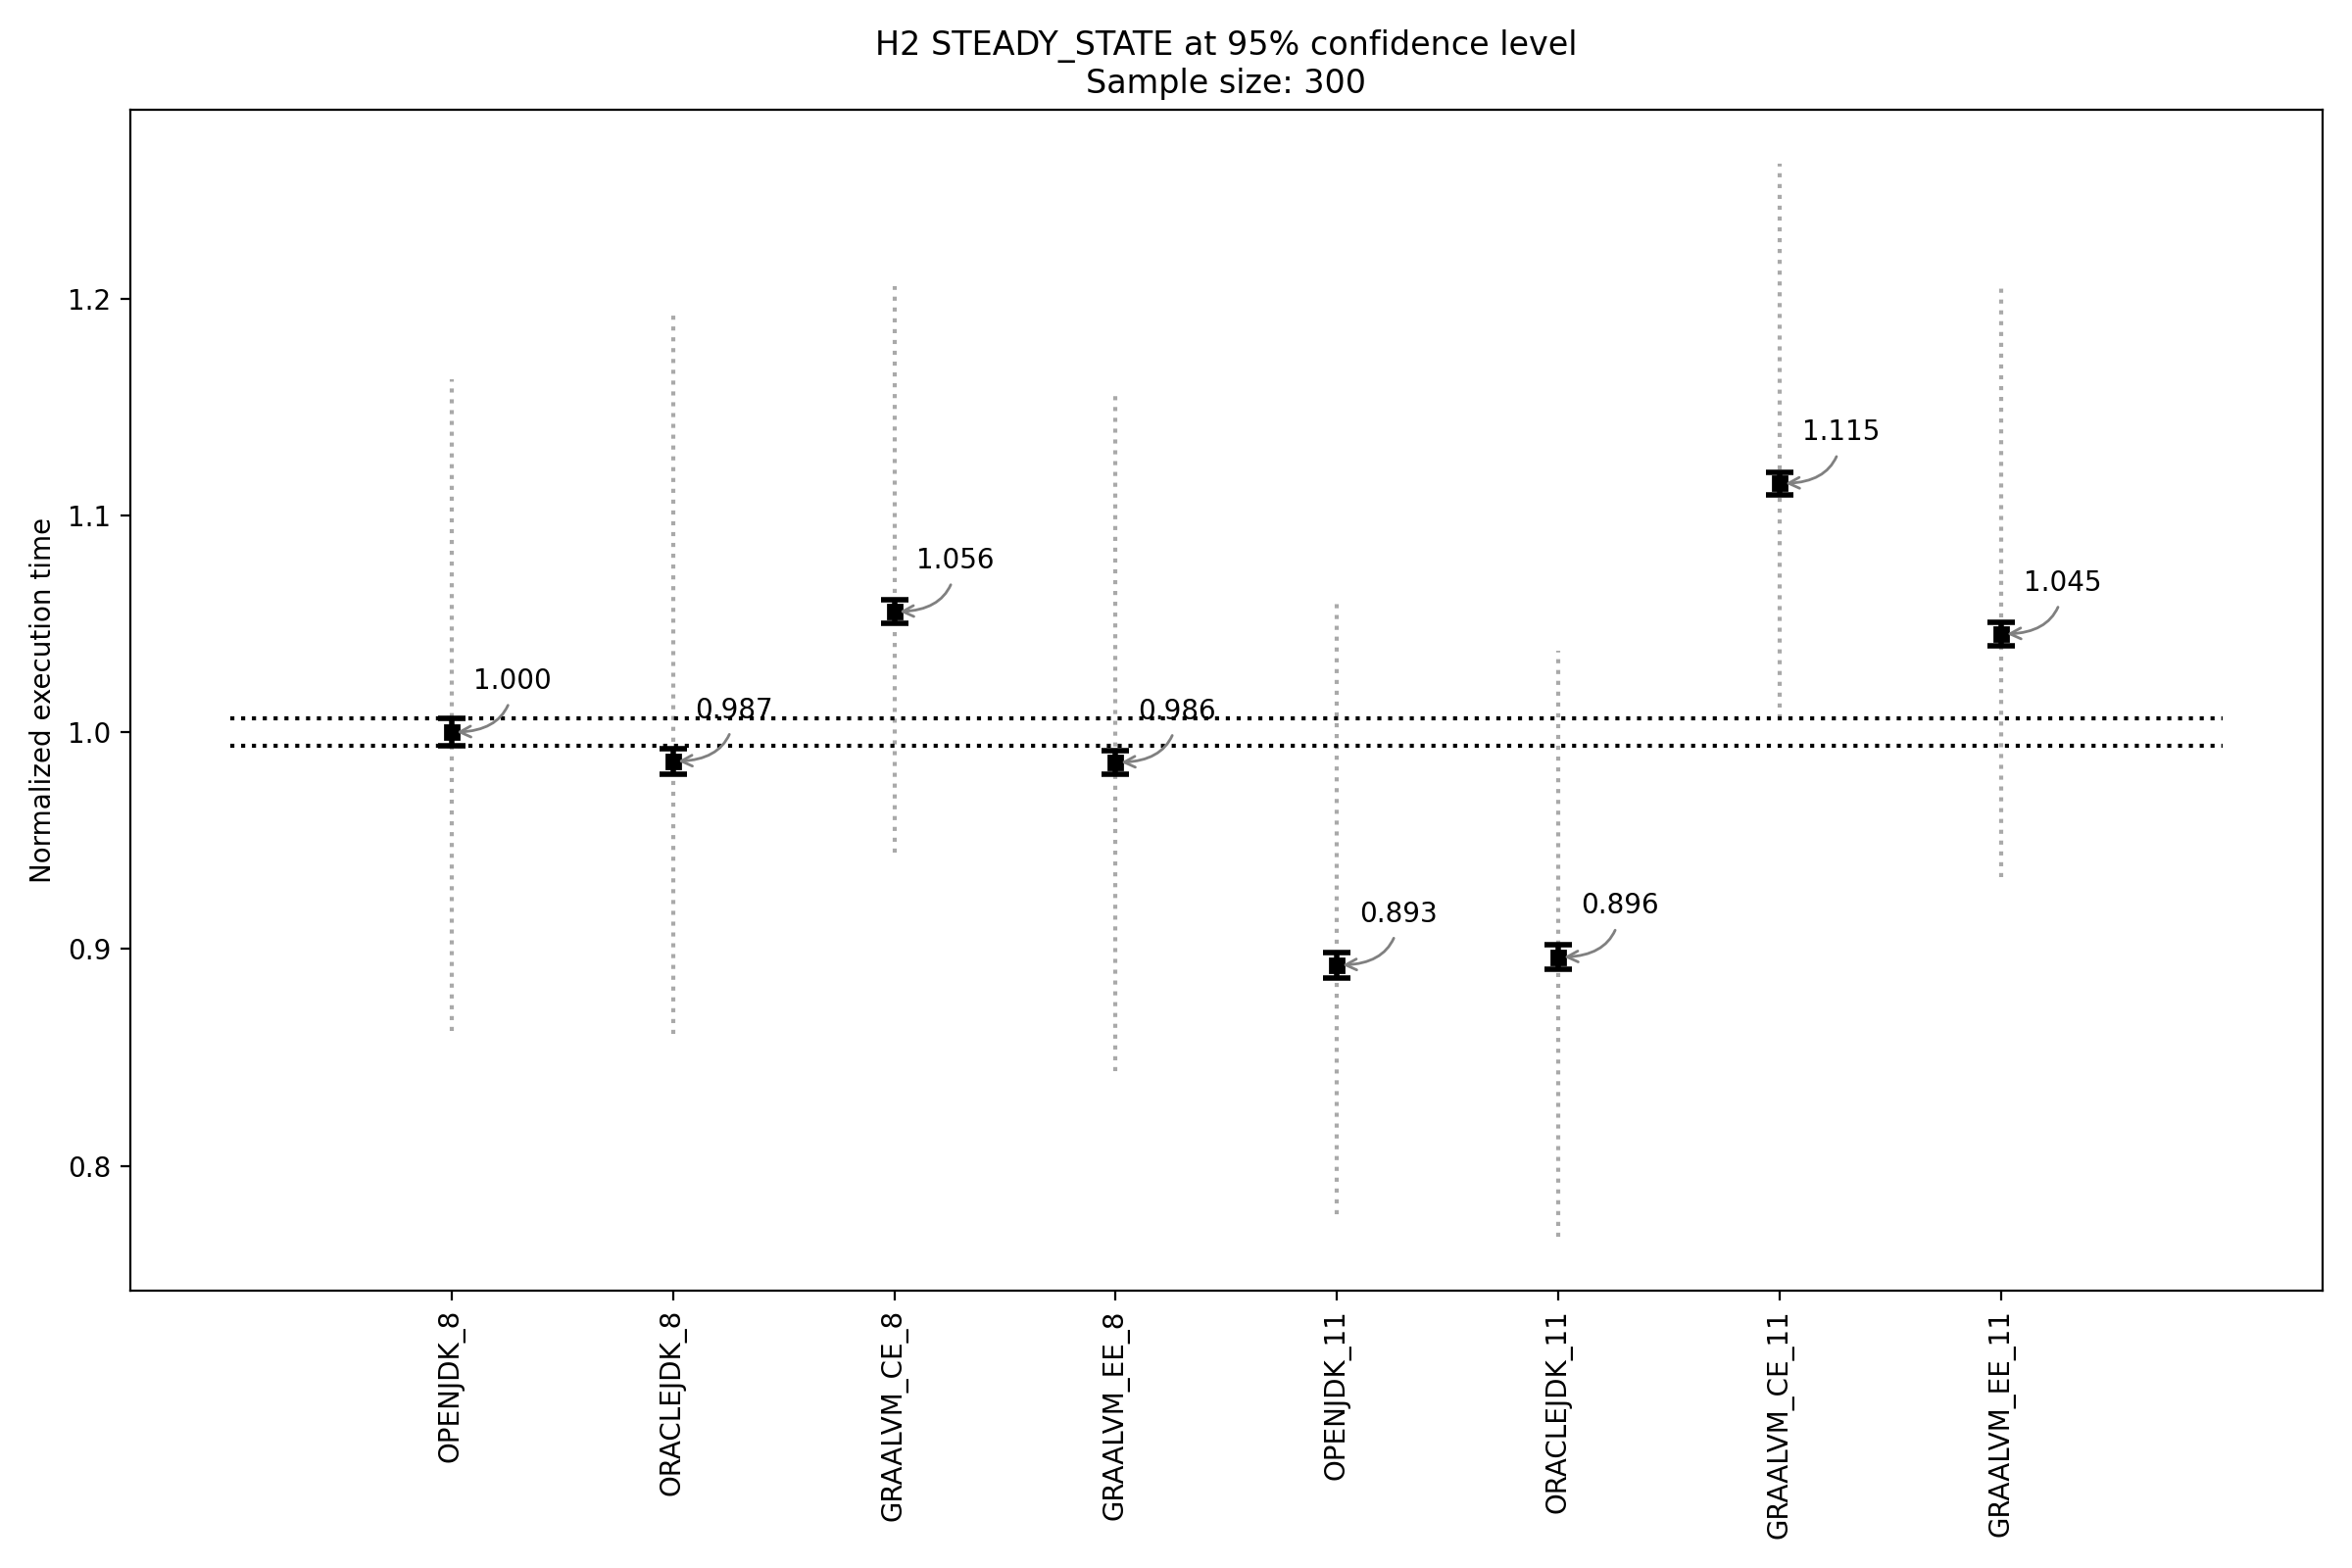 H2 STEADY_STATE at 95% confidence level
Sample size: 300
Normalized execution time
1.2
1.1
1.0
0.9
0.8
1.000
0.987
1.056
0.986
0.893
0.896
1.115
1.045
OPENJDK_8
ORACLEJDK_8
GRAALVM_CE_8
GRAALVM_EE_8
OPENJDK_11
ORACLEJDK_11
GRAALVM_CE_11
GRAALVM_EE_11